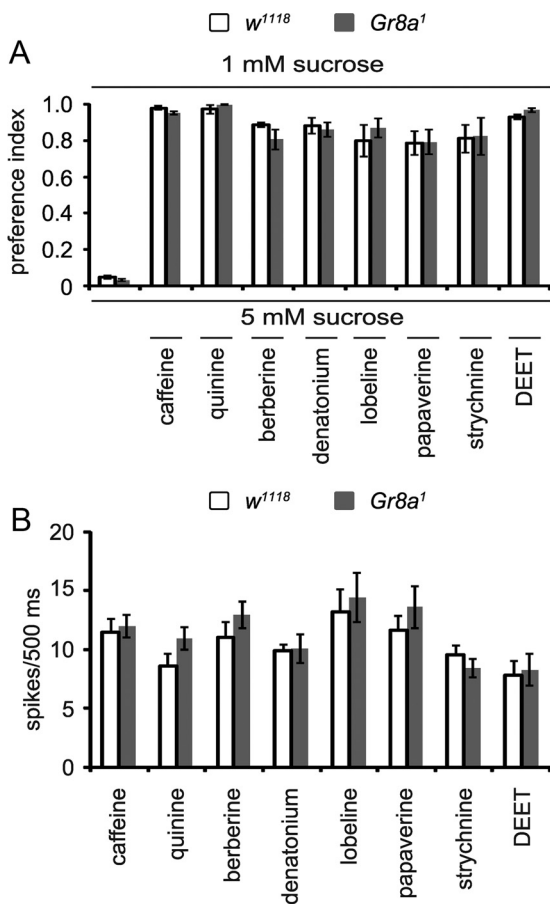 w1118 Gr8a1
A
1 mM sucrose
preference index
1.0
0.8
0.6
0.4
0.2
0
5 mM sucrose
caffeine
quinine
berberine
denatonium
lobeline
papaverine
strychnine
DEET
w1118 Gr8a1
B
spikes/500 ms
20
15
10
5
0
caffeine
quinine
berberine
denatonium
lobeline
papaverine
strychnine
DEET